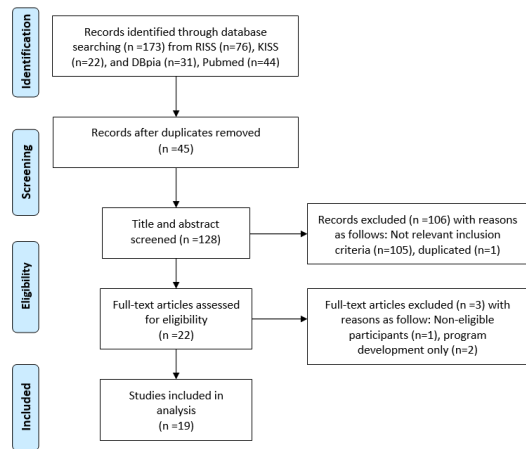 Identification
Records identified through database
searching (n =173) from RISS (n=76), KISS
(n=22), and DBpia (n=31), Pubmed (n=44)
Screening
Records after duplicates removed
(n =45)
Title and abstract
screened (n =128)
Records excluded (n =106) with reasons
as follows: Not relevant inclusion
criteria (n=105), duplicated (n=1)
Eligibility
Full-text articles assessed
for eligibility
(n =22)
Full-text articles excluded (n =3) with
reasons as follow: Non-eligible
participants (n=1), program
development only (n=2)
Included
Studies included in
analysis
(n =19)